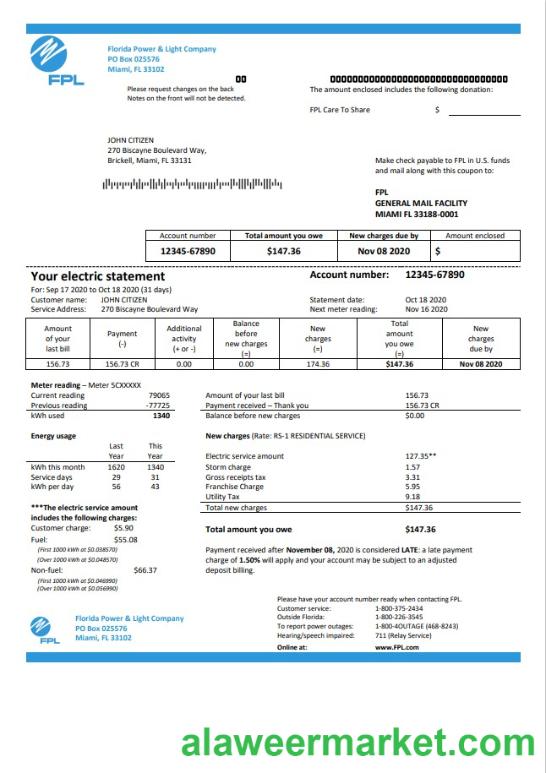 Florida Power & Light Company
PO Box 025576
Miami, FL 33102
FPL
Please request changes on the back
Notes on the front will not be detected.
The amount enclosed includes the following donation:
FPL Care To Share $
JOHN CITIZEN
270 Biscayne Boulevard Way,
Brickell, Miami, FL 33131
Make check payable to FPL in U.S. funds
and mail along with this coupon to:
FPL
GENERAL MAIL FACILITY
MIAMI FL 33188-0001
Account number Total amount you owe New charges due by Amount enclosed
12345-67890 $147.36 Nov 08 2020 $
Your electric statement Account number: 12345-67890
For: Sep 17 2020 to Oct 18 2020 (31 days)
Customer name: JOHN CITIZEN Statement date: Oct 18 2020
Service Address: 270 Biscayne Boulevard Way Next meter reading: Nov 16 2020
Amount of your last bill
Payment (-)
Additional activity (+ or -)
Balance before new charges (=)
New charges (=)
Total amount you owe (=)
New charges due by
156.73 156.73 CR 0.00 0.00 174.36 $147.36 Nov 08 2020
Meter reading – Meter 5CXXXXX
Current reading 79065
Previous reading -77725
kWh used 1340
Amount of your last bill 156.73
Payment received – Thank you 156.73 CR
Balance before new charges $0.00
Energy usage
Last Year This Year
kWh this month 1620 1340
Service days 29 31
kWh per day 56 43
New charges (Rate: RS-1 RESIDENTIAL SERVICE)
Electric service amount 127.35**
Storm charge 1.57
Gross receipts tax 3.31
Franchise Charge 5.95
Utility Tax 9.18
Total new charges $147.36
Total amount you owe $147.36
***The electric service amount
includes the following charges:
Customer charge: $5.90
Fuel: $55.08
(First 1000 kWh at $0.038570)
(Over 1000 kWh at $0.048570)
Non-fuel: $66.37
(First 1000 kWh at $0.046990)
(Over 1000 kWh at $0.056990)
Payment received after November 08, 2020 is considered LATE: a late payment
charge of 1.50% will apply and your account may be subject to an adjusted
deposit billing.
Please have your account number ready when contacting FPL.
Customer service: 1-800-375-2434
Outside Florida: 1-800-226-3545
To report power outages: 1-800-4OUTAGE (468-8243)
Hearing/speech impaired: 711 (Relay Service)
Online at: www.FPL.com
Florida Power & Light Company
PO Box 025576
Miami, FL 33102
FPL
alaweermarket.com